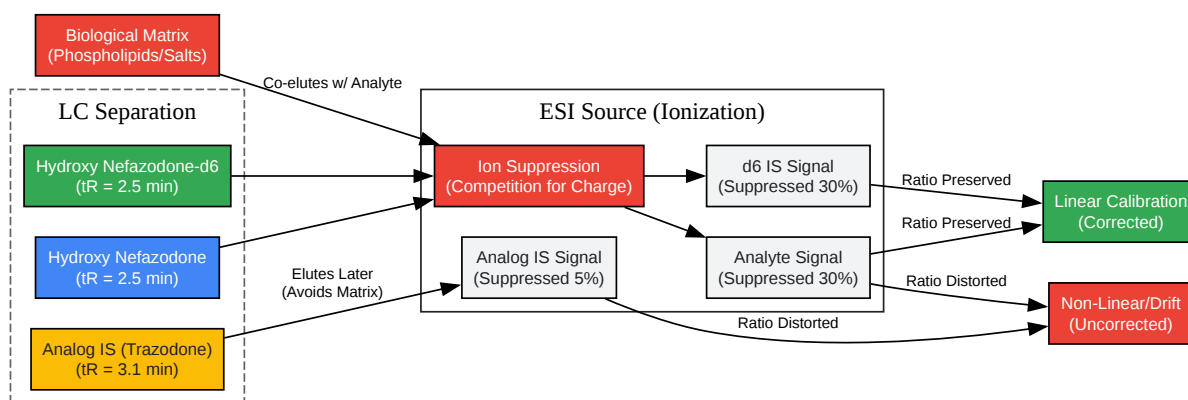 Biological Matrix
(Phospholipids/Salts)
Co-elutes w/ Analyte
LC Separation
ESI Source (Ionization)
Hydroxy Nefazodone-d6
(tR = 2.5 min)
Ion Suppression
(Competition for Charge)
d6 IS Signal
(Suppressed 30%)
Ratio Preserved
Linear Calibration
(Corrected)
Ratio Preserved
Hydroxy Nefazodone
(tR = 2.5 min)
Elutes Later
(Avoids Matrix)
Analog IS Signal
(Suppressed 5%)
Analyte Signal
(Suppressed 30%)
Ratio Distorted
Non-Linear/Drift
(Uncorrected)
Ratio Distorted
Analog IS (Trazodone)
(tR = 3.1 min)